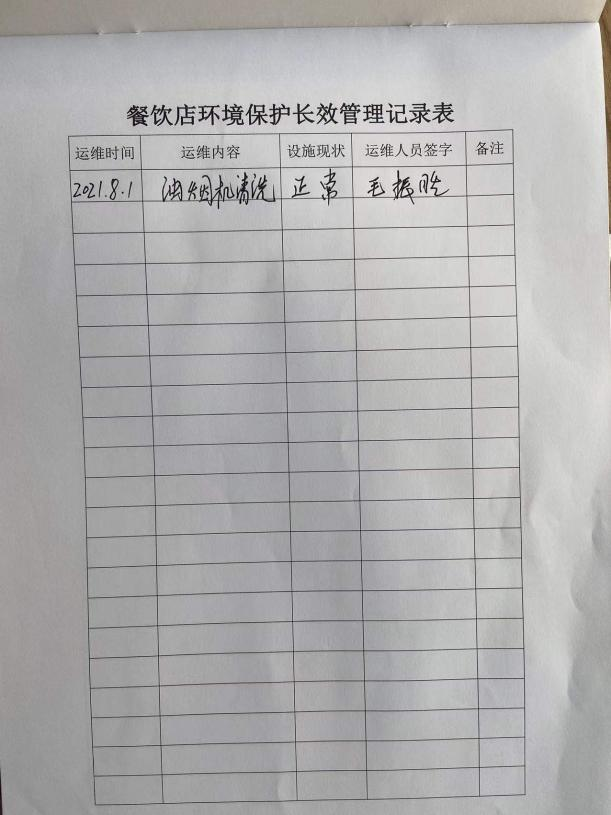 餐饮店环境保护长效管理记录表
运维时间 运维内容 设施现状 运维人员签字 备注
2021.8.1 油烟机清洗 正常 毛振